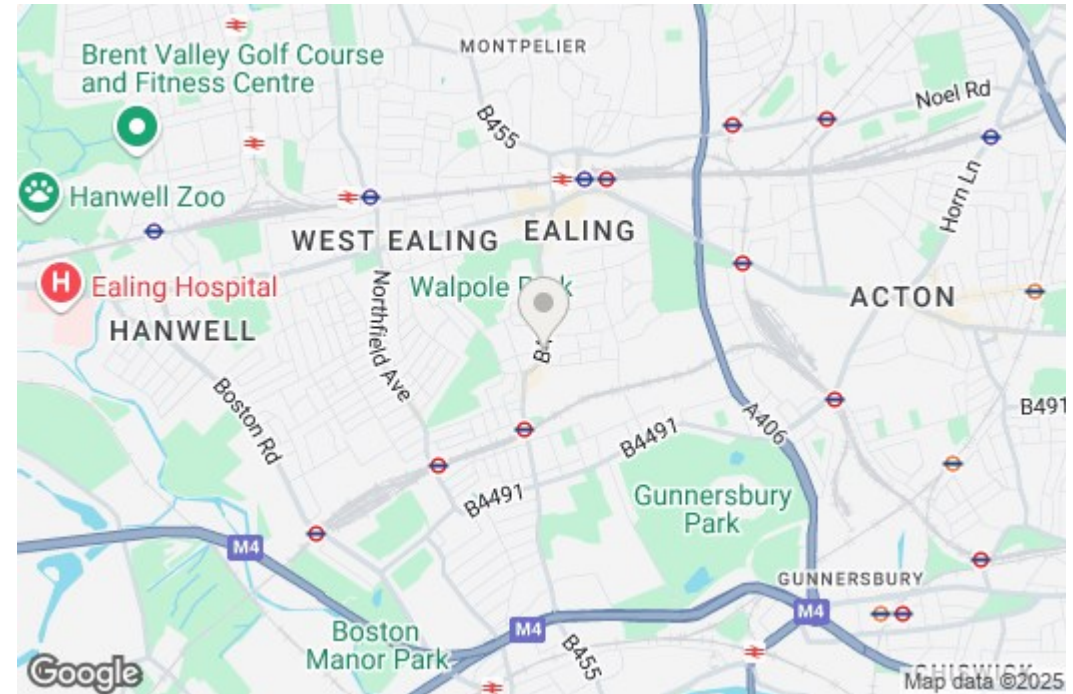 MONTPELIER
Brent Valley Golf Course
and Fitness Centre
B455
Noel Rd
Horn Ln
Hanwell Zoo
WEST EALING
EALING
H
Ealing Hospital
Walpole
ACTON
HANWELL
Northfield Ave
Boston Rd
A406
B491
B4491
B4491
Gunnersbury
Park
M4
GUNNERSBURY
M4
M4
Boston
Manor Park
B455
Google
Map data ©2025